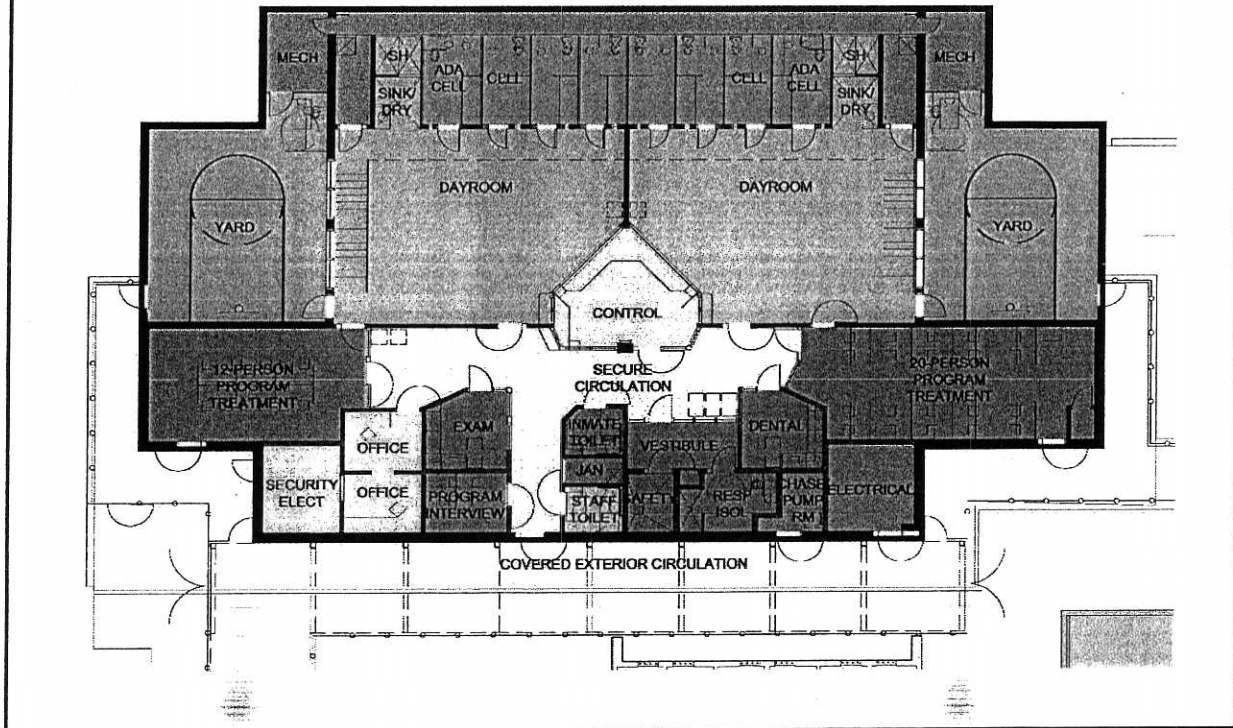 MECH
SH
ADA
CELL
CELL
CELL
ADA
CELL
SH
MECH
SINK/
DRY
SINK/
DRY
DAYROOM
DAYROOM
YARD
YARD
CONTROL
12-PERSON
PROGRAM
TREATMENT
SECURE
CIRCULATION
20-PERSON
PROGRAM
TREATMENT
OFFICE
EXAM
INMATE
TOILET
VESTIBULE
DENTAL
SECURITY
ELECT
OFFICE
PROGRAM
INTERVIEW
JAN
STAFF
TOILET
SAFETY
RESP
ISOL
CHASE
PUMP
RM
ELECTRICAL
COVERED EXTERIOR CIRCULATION